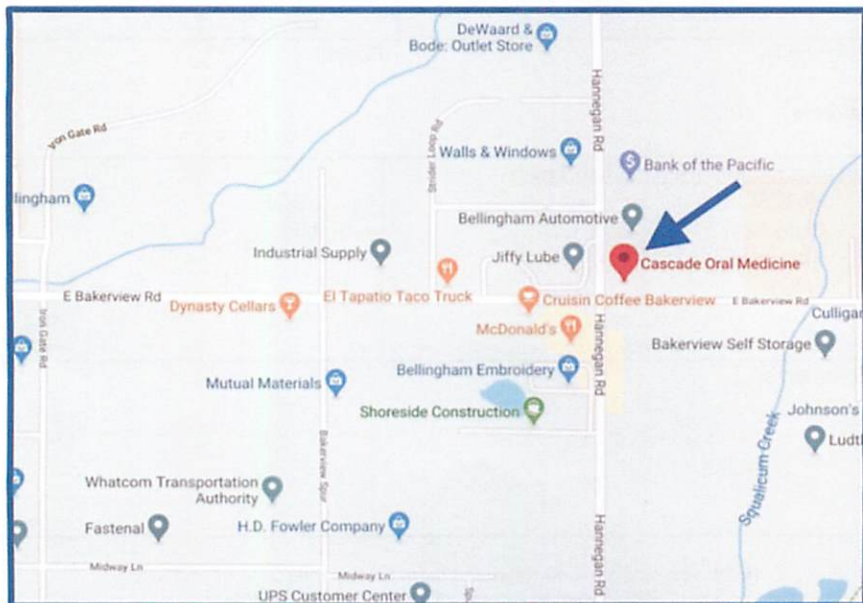 DeWaard &
Bode: Outlet Store
Iron Gate Rd
Hannegan Rd
Strider Loop Rd
Walls & Windows
Bank of the Pacific
llingham
Bellingham Automotive
Industrial Supply
Jiffy Lube
Cascade Oral Medicine
E Bakerview Rd
El Tapatio Taco Truck
Dynasty Cellars
Cruisin Coffee Bakerview
E Bakerview Rd
Culligan
Iron Gate Rd
McDonald's
Hannegan Rd
Bakerview Self Storage
Bellingham Embroidery
Mutual Materials
Shoreside Construction
Johnson's
Bakerview Spur
Squalicum Creek
Whatcom Transportation
Authority
Fastenal
H.D. Fowler Company
Hannegan Rd
Midway Ln
Midway Ln
UPS Customer Center